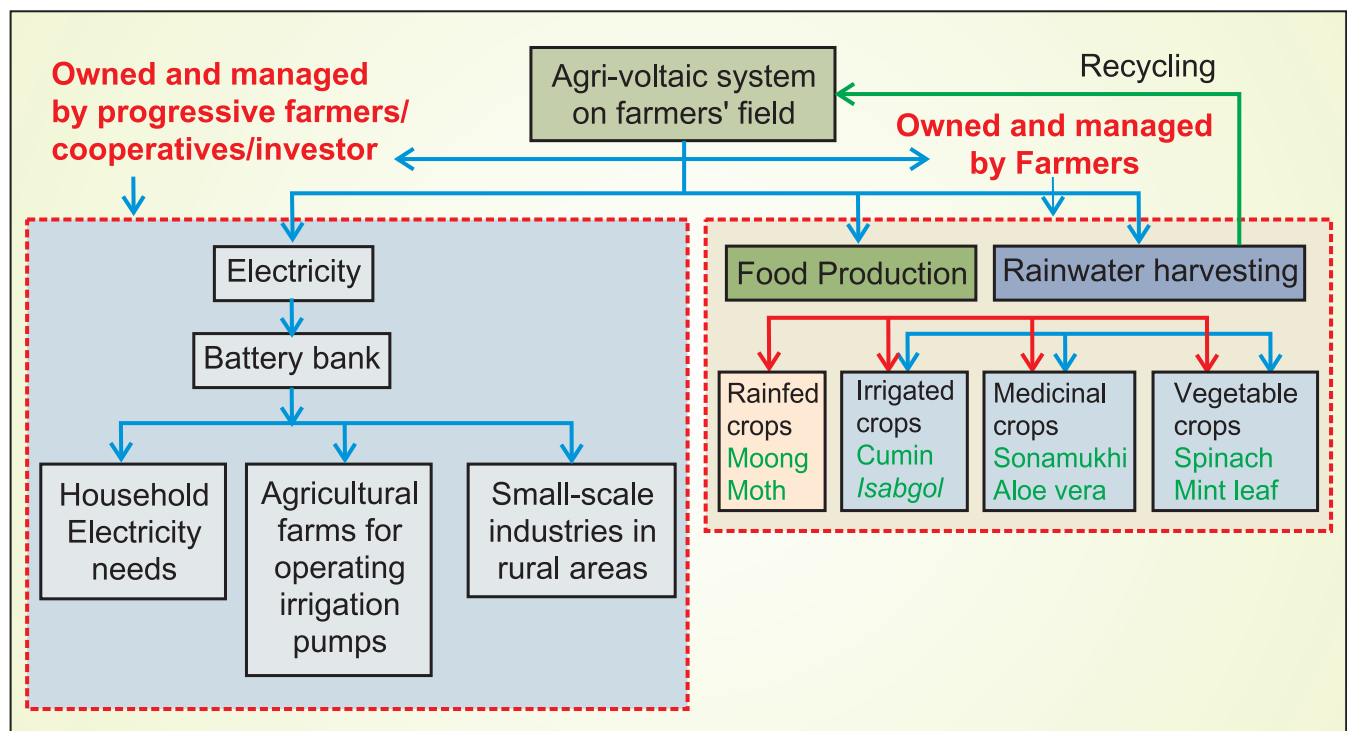 Agri-voltaic system
on farmers' field
Recycling
Owned and managed
by progressive farmers/
cooperatives/investor
Owned and managed
by Farmers
Electricity
Battery bank
Household
Electricity
needs
Agricultural
farms for
operating
irrigation
pumps
Small-scale
industries in
rural areas
Food Production
Rainwater harvesting
Rainfed
crops
Moong
Moth
Irrigated
crops
Cumin
Isabgol
Medicinal
crops
Sonamukhi
Aloe vera
Vegetable
crops
Spinach
Mint leaf